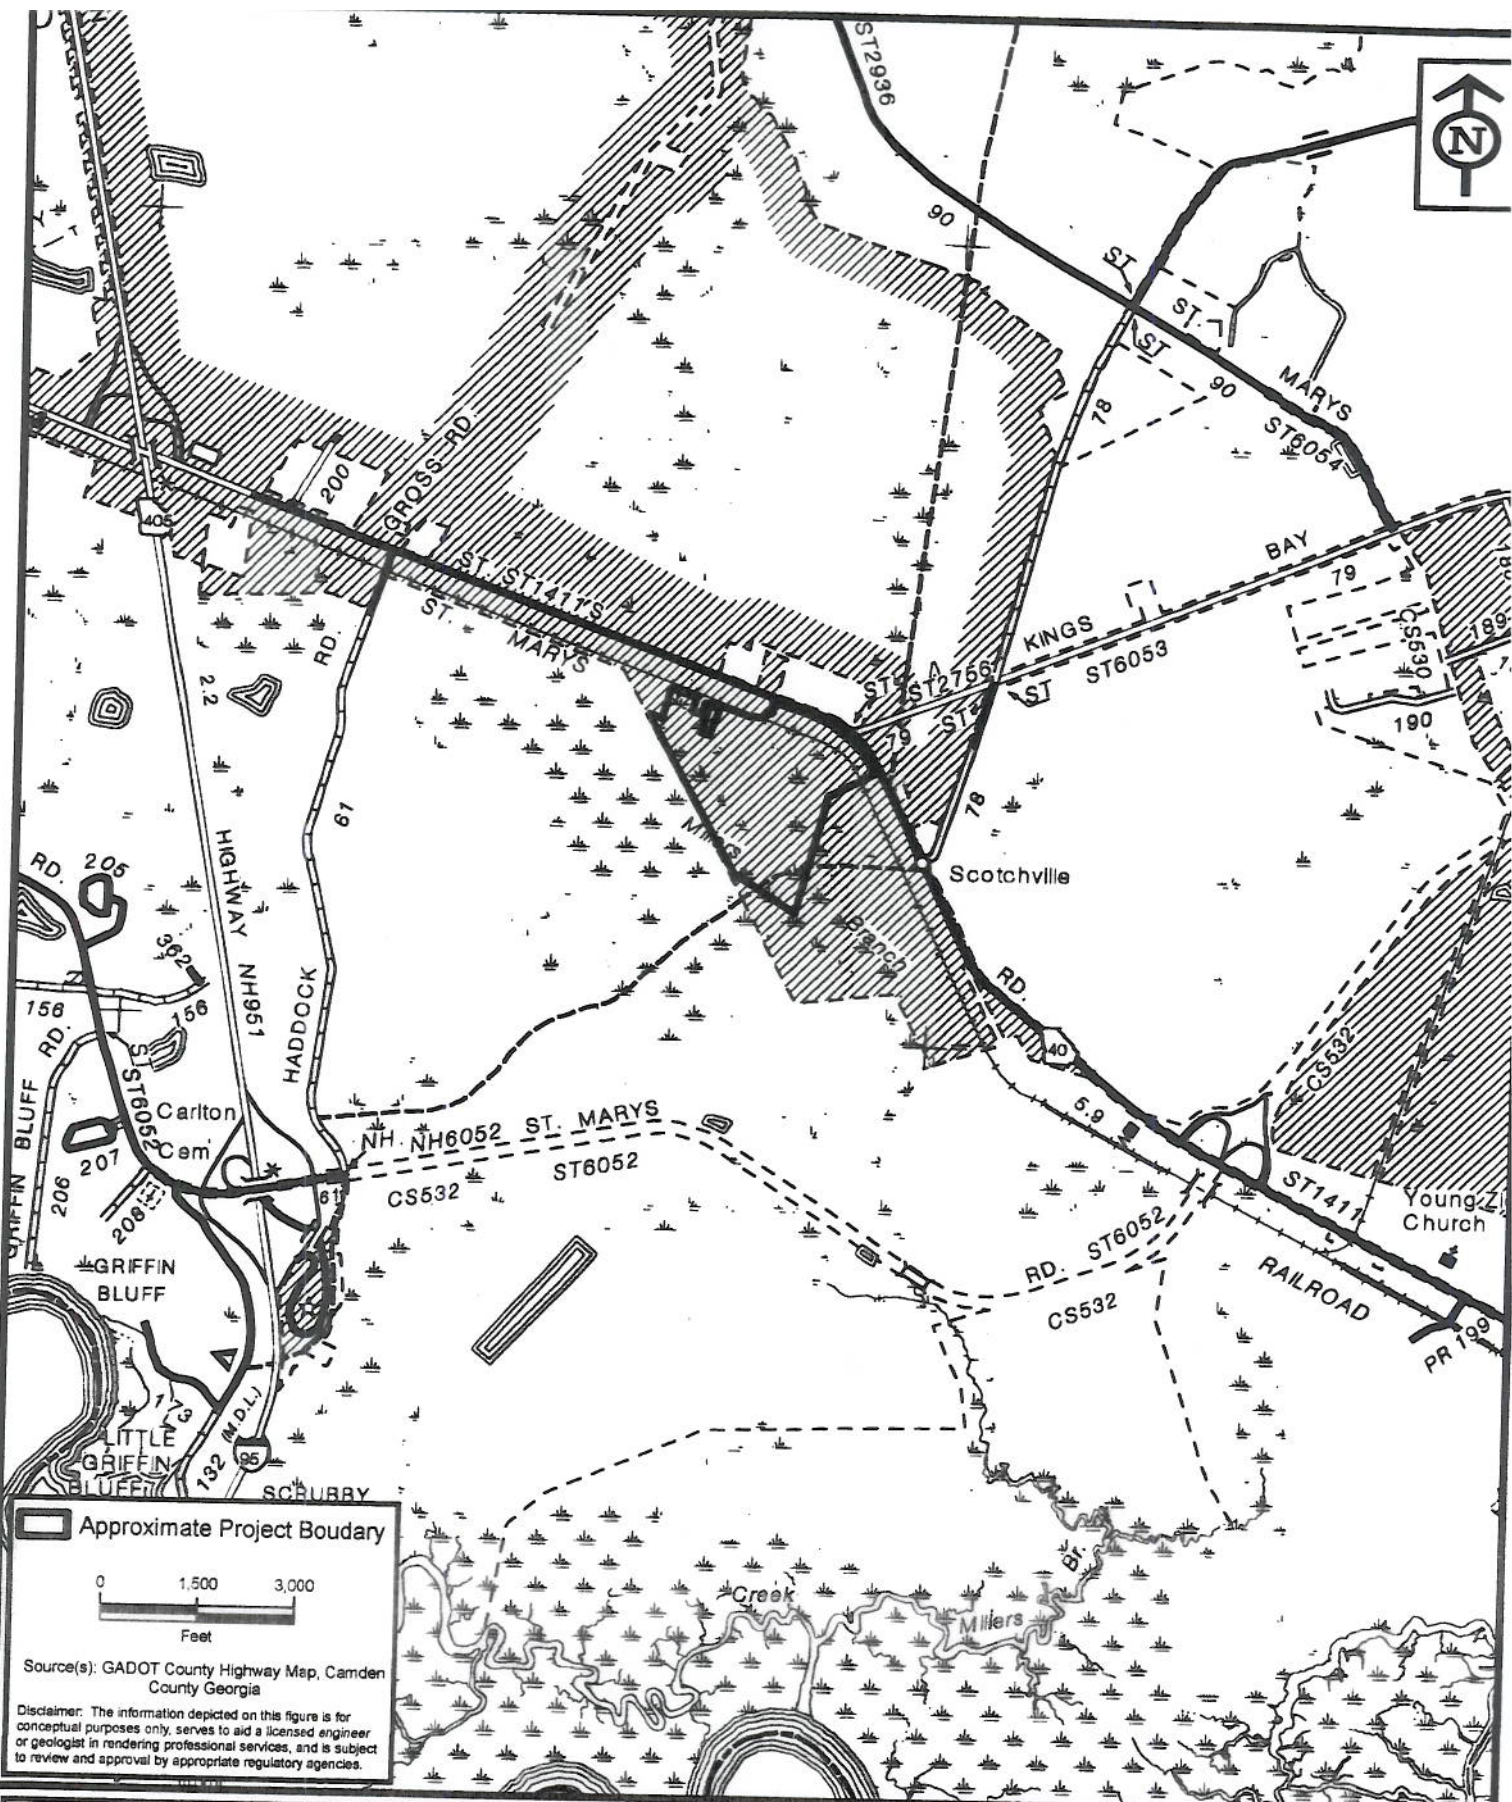 ST2936
N
90
ST
ST.
ST
90
MARYS
18
ST6054
200
GROSS RD.
405
ST. ST1411'S
BAY
79
ST.
MARYS
RD.
KINGS
ST6053
CS530
189
ST2756
ST
ST
ST
79
190
2.2
61
78
Millers
Scotchville
RD.
205
HIGHWAY
NH951
362
Branch
156
156
HADDOCK
RD.
RD.
40
CS532
BLUFF
ST6052
Carlton
Cem
5.9
NH. NH6052 ST. MARYS
ST6052
CS532
207
206
208
61
ST1411
Young Zi
Church
GRIFFIN
GRIFFIN
BLUFF
RD. ST6052
CS532
RAILROAD
PR 199
173
(M.D.L.)
LITTLE
GRIFFIN
BLUFF
132
95
SCRUBBY
Approximate Project Boudary
0 1,500 3,000
Feet
Source(s): GADOT County Highway Map, Camden
County Georgia
Disclaimer: The information depicted on this figure is for
conceptual purposes only, serves to aid a licensed engineer
or geologist in rendering professional services, and is subject
to review and approval by appropriate regulatory agencies.
Br.
Creek
Millers